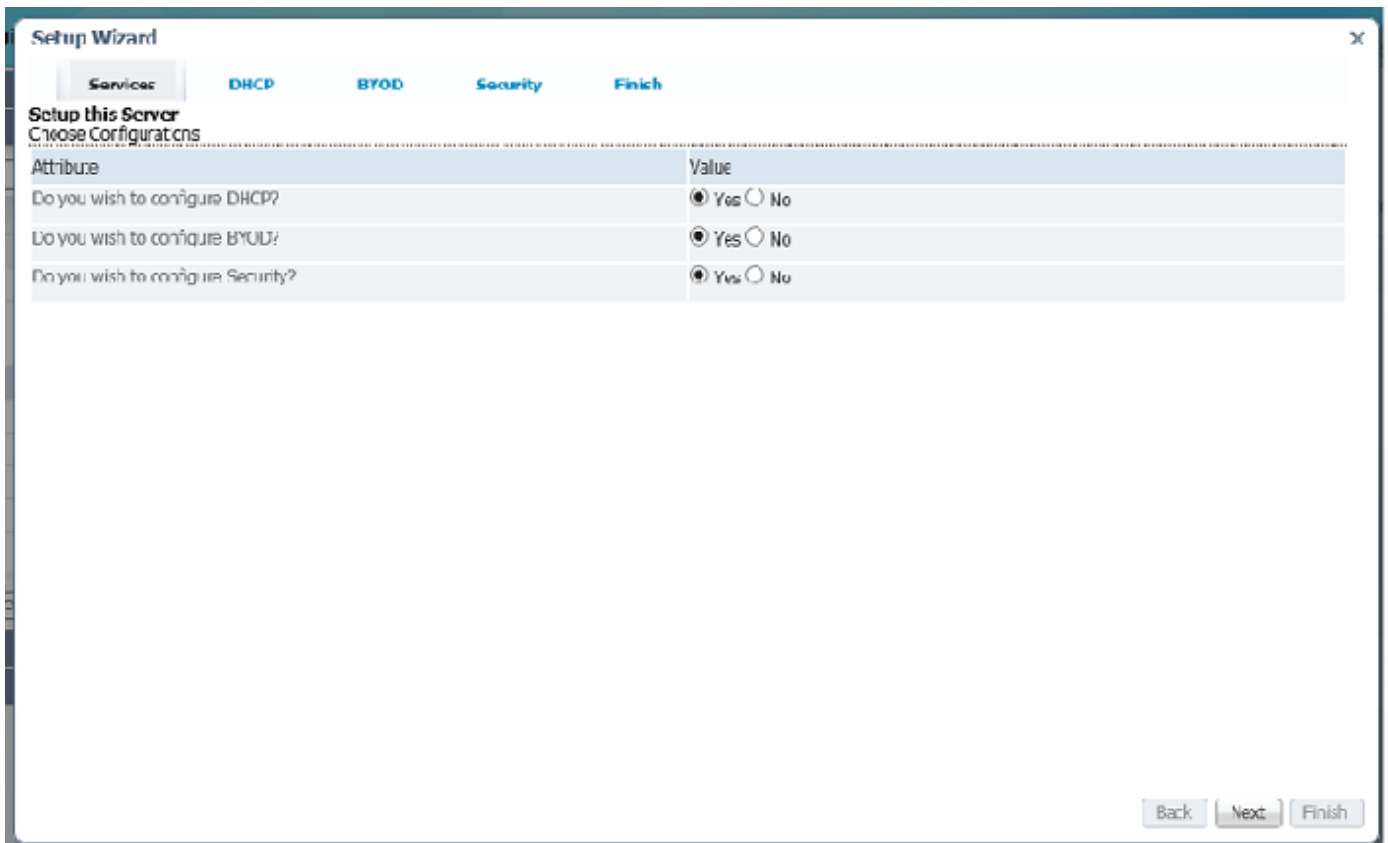 Setup Wizard
Services DHCP BYOD Security Finish
Setup this Server
Choose Configurations
Attribute Value
Do you wish to configure DHCP? Yes No
Do you wish to configure BYOD? Yes No
Do you wish to configure Security? Yes No
Back Next Finish